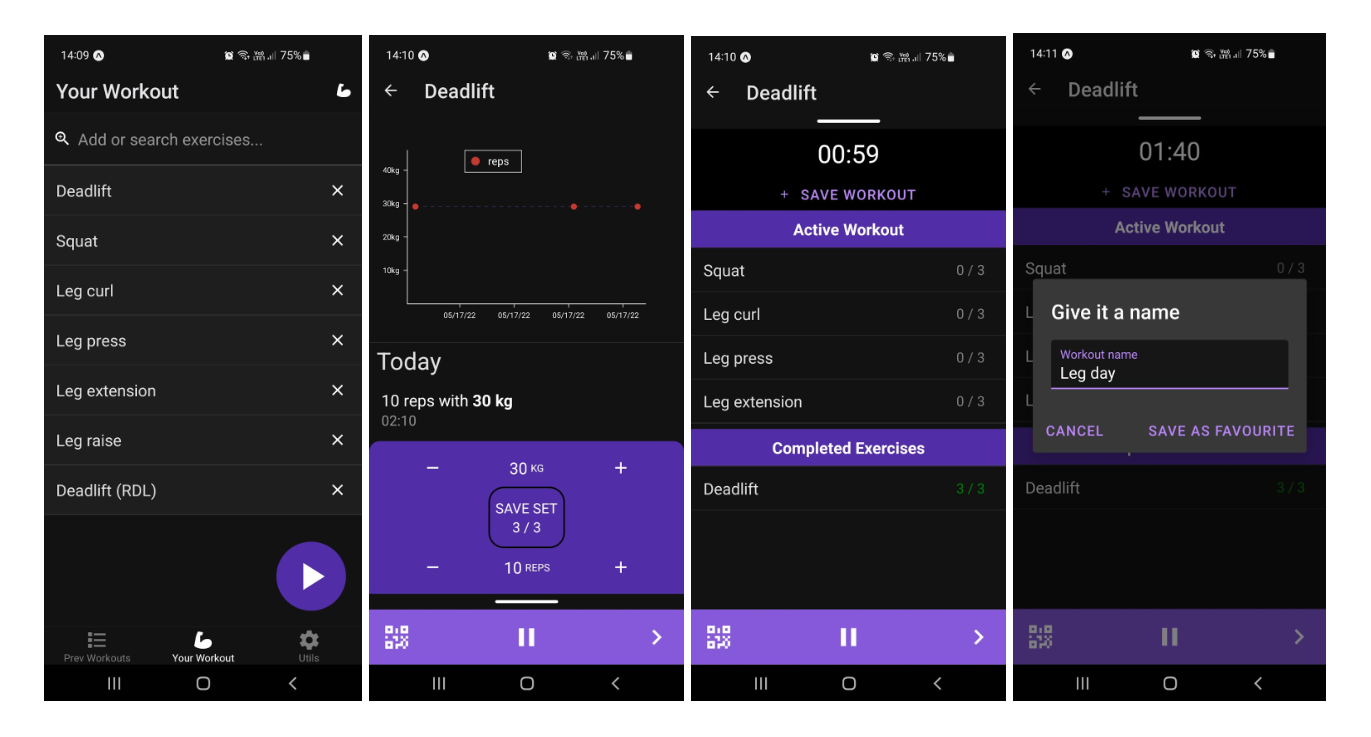 14:09
75%
Your Workout
Add or search exercises...
Deadlift
Squat
Leg curl
Leg press
Leg extension
Leg raise
Deadlift (RDL)
Prev Workouts
Your Workout
Utils
14:10
75%
Deadlift
reps
40kg
30kg
20kg
10kg
05/17/22 05/17/22 05/17/22 05/17/22
Today
10 reps with 30 kg
02:10
30 KG
SAVE SET
3 / 3
10 REPS
14:10
75%
Deadlift
00:59
+ SAVE WORKOUT
Active Workout
Squat 0 / 3
Leg curl 0 / 3
Leg press 0 / 3
Leg extension 0 / 3
Completed Exercises
Deadlift 3 / 3
14:11
75%
Deadlift
01:40
+ SAVE WORKOUT
Active Workout
Squat 0 / 3
L
Give it a name
L
Workout name
Leg day
L
CANCEL SAVE AS FAVOURITE
Deadlift 3 / 3